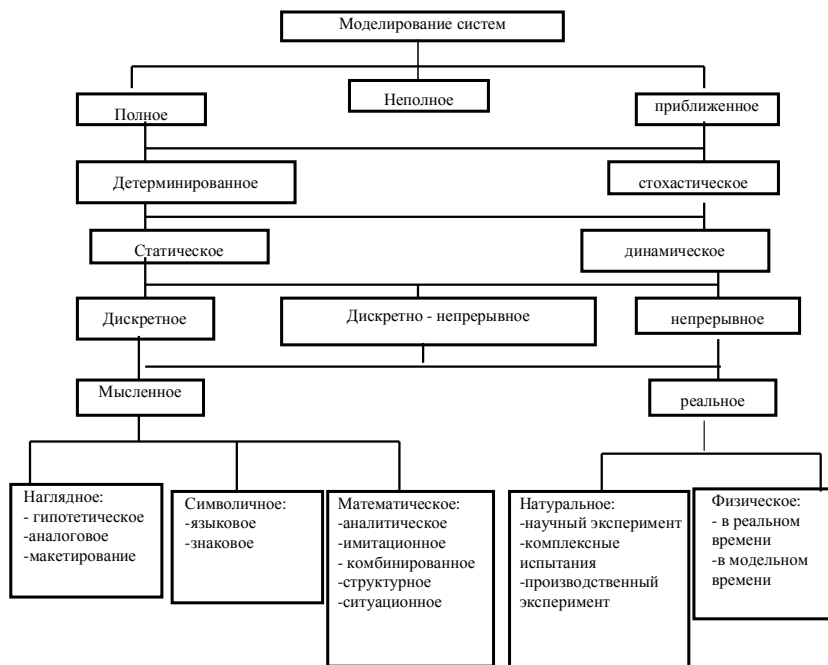 Моделирование систем
Полное
Неполное
приближенное
Детерминированное
стохастическое
Статическое
динамическое
Дискретное
Дискретно - непрерывное
непрерывное
Мысленное
реальное
Наглядное:
- гипотетическое
-аналоговое
-макетирование
Символичное:
-языковое
-знаковое
Математическое:
-аналитическое
-имитационное
- комбинированное
-структурное
-ситуационное
Натуральное:
-научный эксперимент
-комплексные
испытания
-производственный
эксперимент
Физическое:
- в реальном
времени
-в модельном
времени